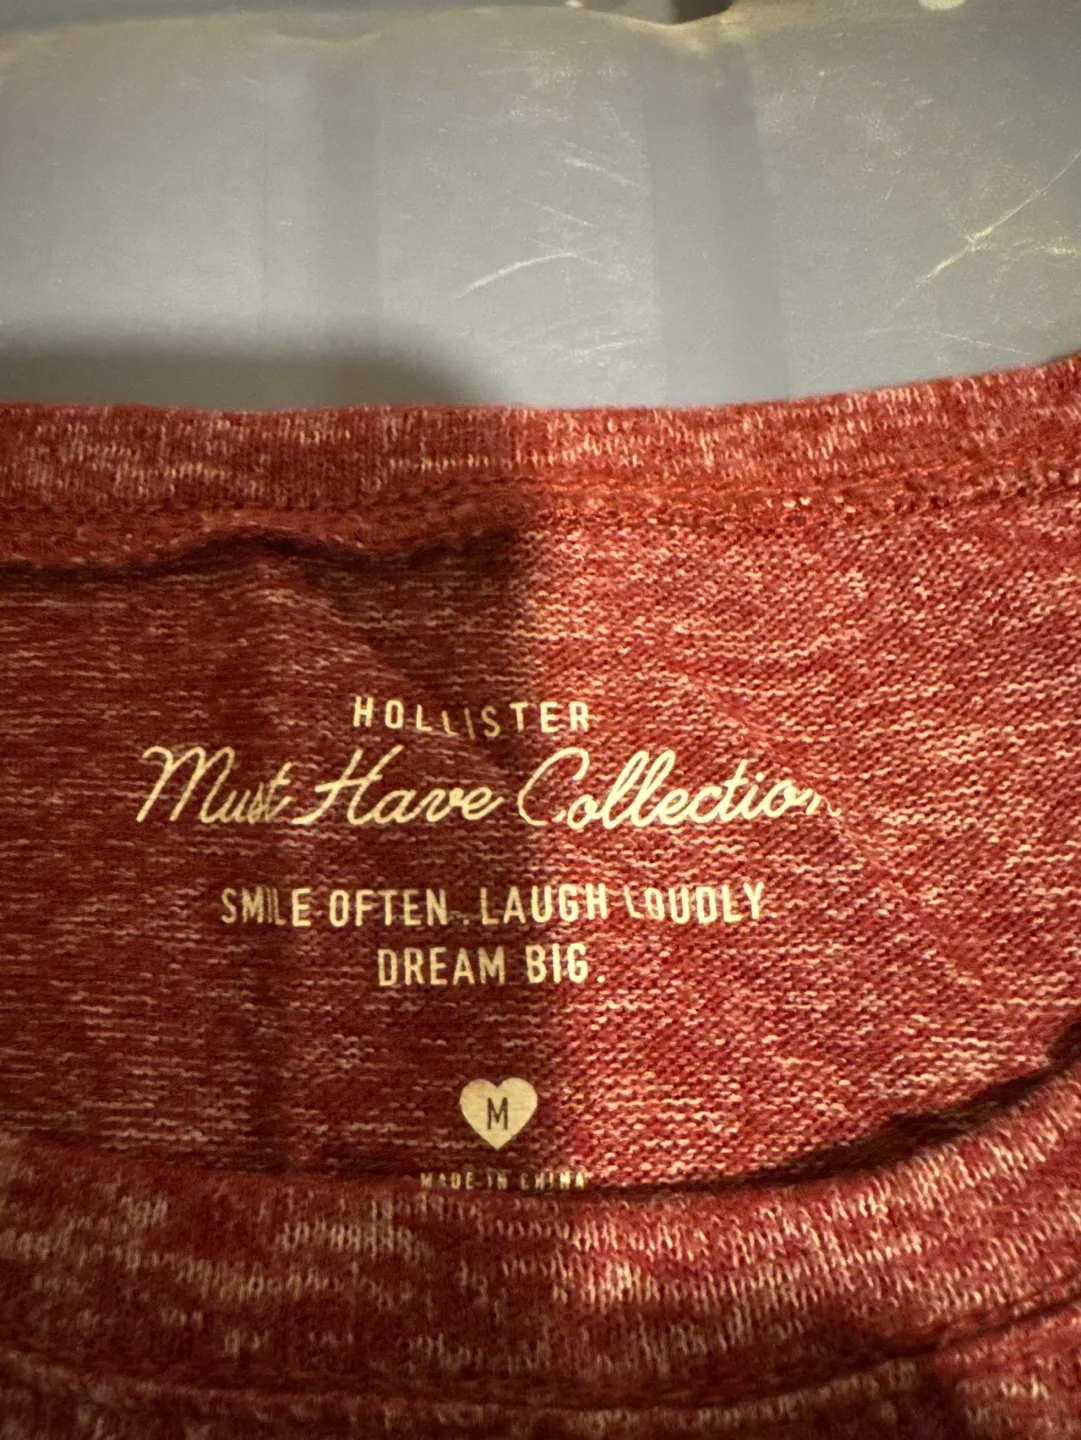 HOLLISTER
Must Have Collection
SMILE OFTEN. LAUGH LOUDLY
DREAM BIG.
M
MADE IN CHINA